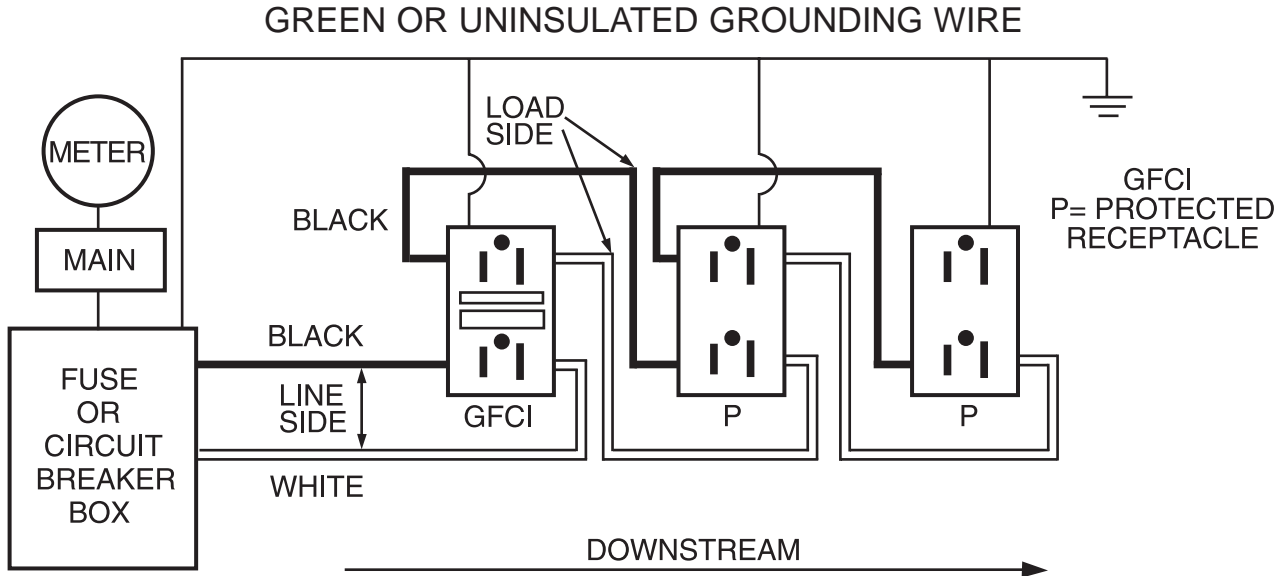 GREEN OR UNINSULATED GROUNDING WIRE
METER
MAIN
FUSE
OR
CIRCUIT
BREAKER
BOX
LOAD
SIDE
BLACK
BLACK
LINE
SIDE
WHITE
GFCI
P
P
GFCI
P= PROTECTED
RECEPTACLE
DOWNSTREAM